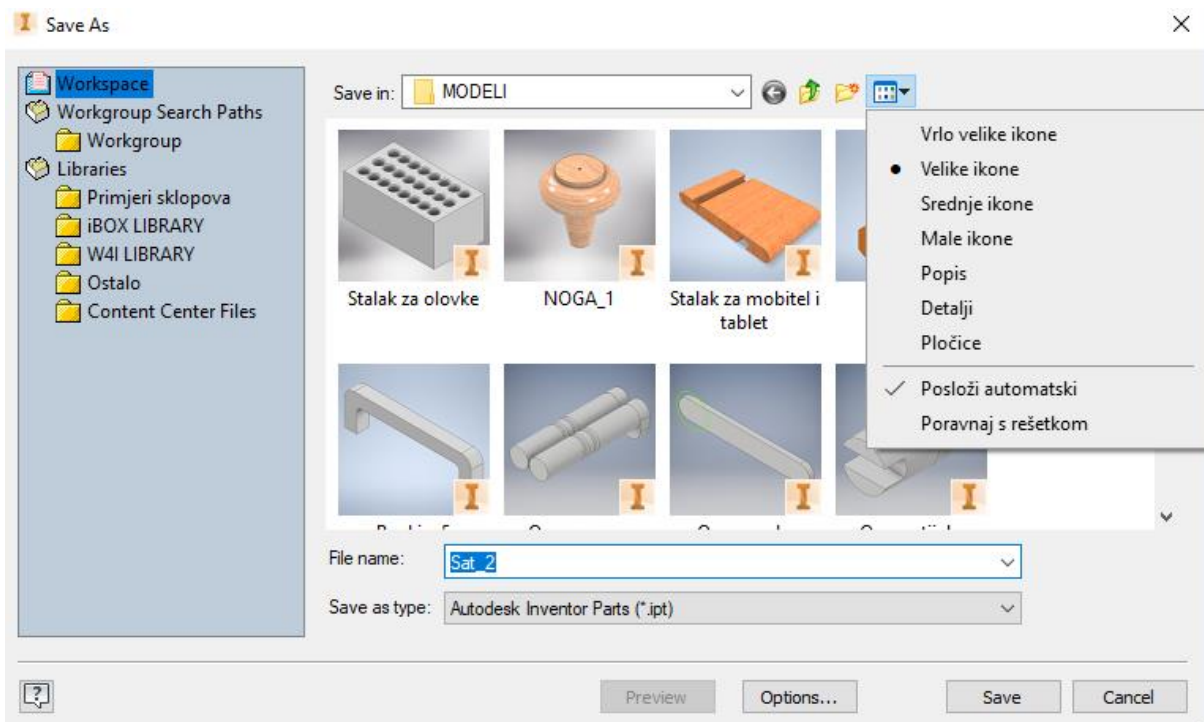 Save As
Workspace
Workgroup Search Paths
Workgroup
Libraries
Primjeri sklopova
iBOX LIBRARY
W4I LIBRARY
Ostalo
Content Center Files
Save in:
MODELI
Vrlo velike ikone
Velike ikone
Srednje ikone
Male ikone
Popis
Detalji
Pločice
Posloži automatski
Poravnaj s rešetkom
Stalak za olovke
NOGA_1
Stalak za mobitel i
tablet
File name:
Sat_2
Save as type:
Autodesk Inventor Parts (*.ipt)
Preview
Options...
Save
Cancel